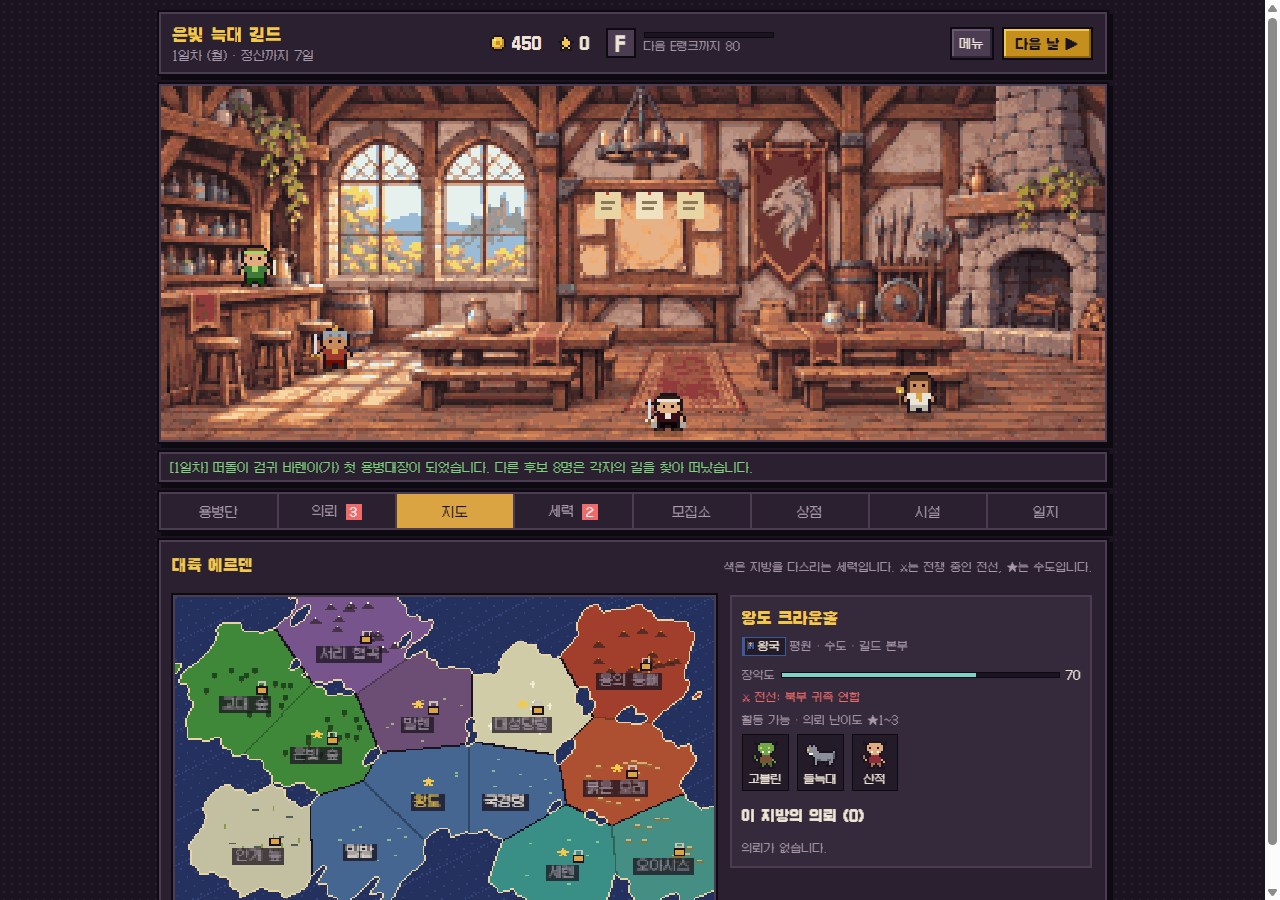 은빛 늑대 길드
1일차 (월) · 정산까지 7일
450
0
F
다음 E랭크까지 80
메뉴
다음 날 ▶
[1일차] 떠돌이 검귀 바렌이(가) 첫 용병대장이 되었습니다. 다른 후보 8명은 각자의 길을 찾아 떠났습니다.
용병단
의뢰 3
지도
세력 2
모집소
상점
시설
일지
대륙 에르덴
색은 지방을 다스리는 세력입니다. ⚔는 전쟁 중인 전선, ★는 수도입니다.
서리 협곡
고대 숲
은빛 숲
말렌
대성당령
용의 등뼈
붉은 모래
왕도
국경령
안개 늪
밀밭
세렌
오아시스
왕도 크라운홀
왕국 평원 · 수도 · 길드 본부
장악도 70
⚔ 전선: 북부 귀족 연합
활동 가능 · 의뢰 난이도 ★1~3
고블린
들늑대
산적
이 지방의 의뢰 (0)
의뢰가 없습니다.